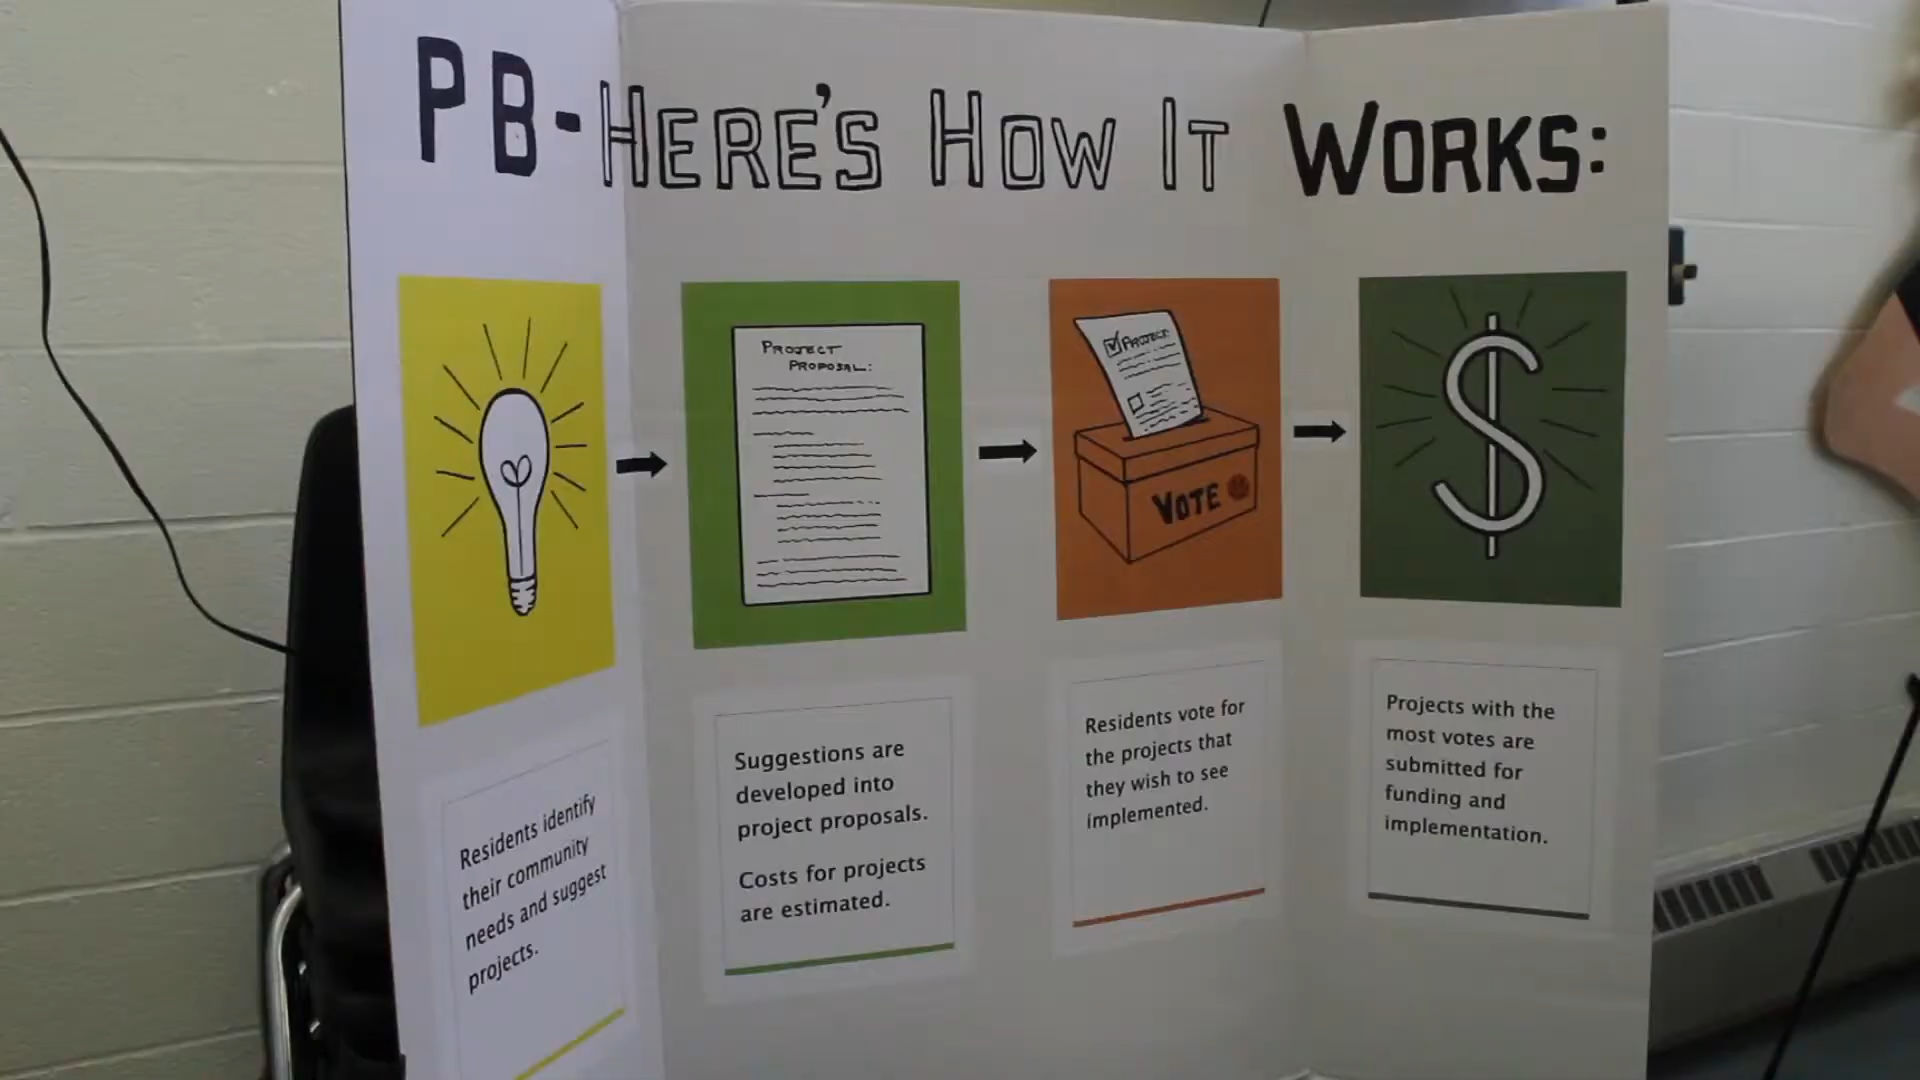 PB-HERE'S HOW IT WORKS:
PROJECT
PROPOSAL:
PROJECT
VOTE
Residents identify
their community
needs and suggest
projects.
Suggestions are
developed into
project proposals.
Costs for projects
are estimated.
Residents vote for
the projects that
they wish to see
implemented.
Projects with the
most votes are
submitted for
funding and
implementation.